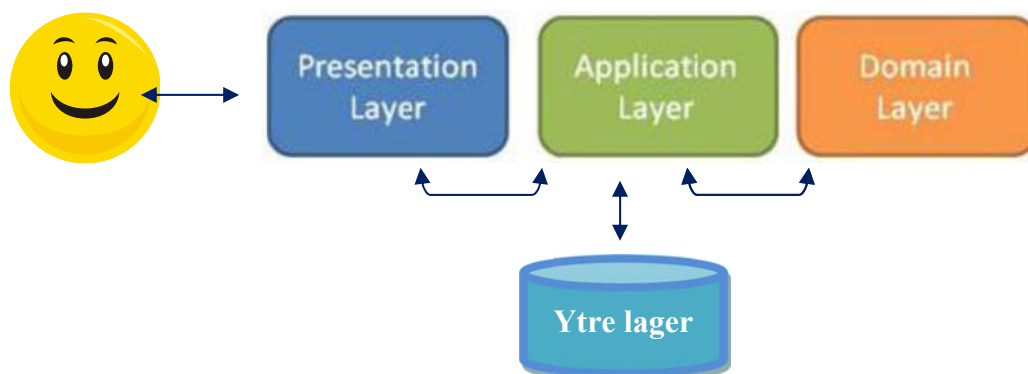 Presentation
Layer
Application
Layer
Domain
Layer
Ytre lager